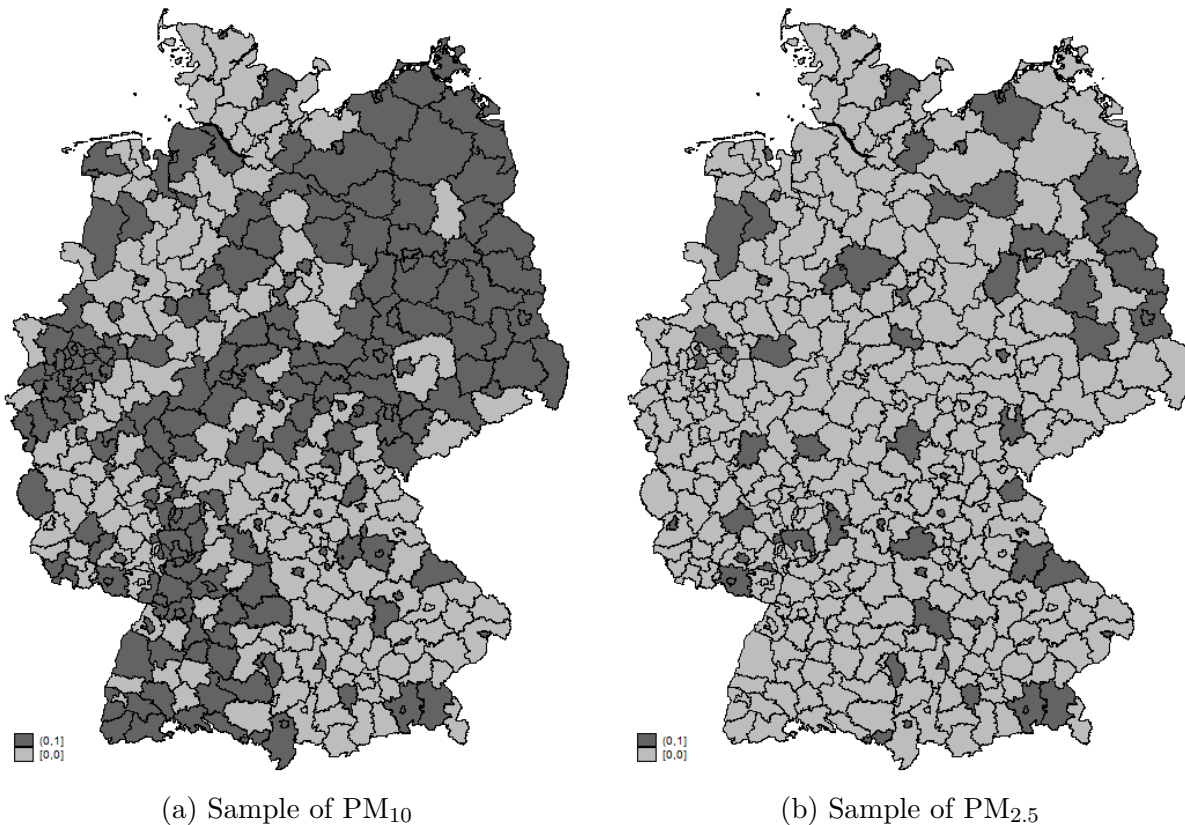 (0,1]
[0,0]
(0,1]
[0,0]
(a) Sample of PM₁₀
(b) Sample of PM₂.₅